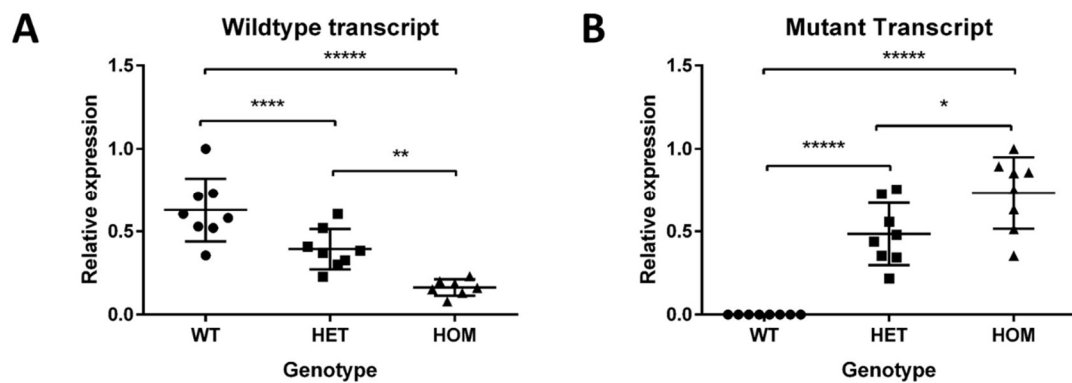 A
Wildtype transcript
*****
****
**
Relative expression
1.5
1.0
0.5
0.0
WT
HET
HOM
Genotype
B
Mutant Transcript
*****
*
*****
Relative expression
1.5
1.0
0.5
0.0
WT
HET
HOM
Genotype